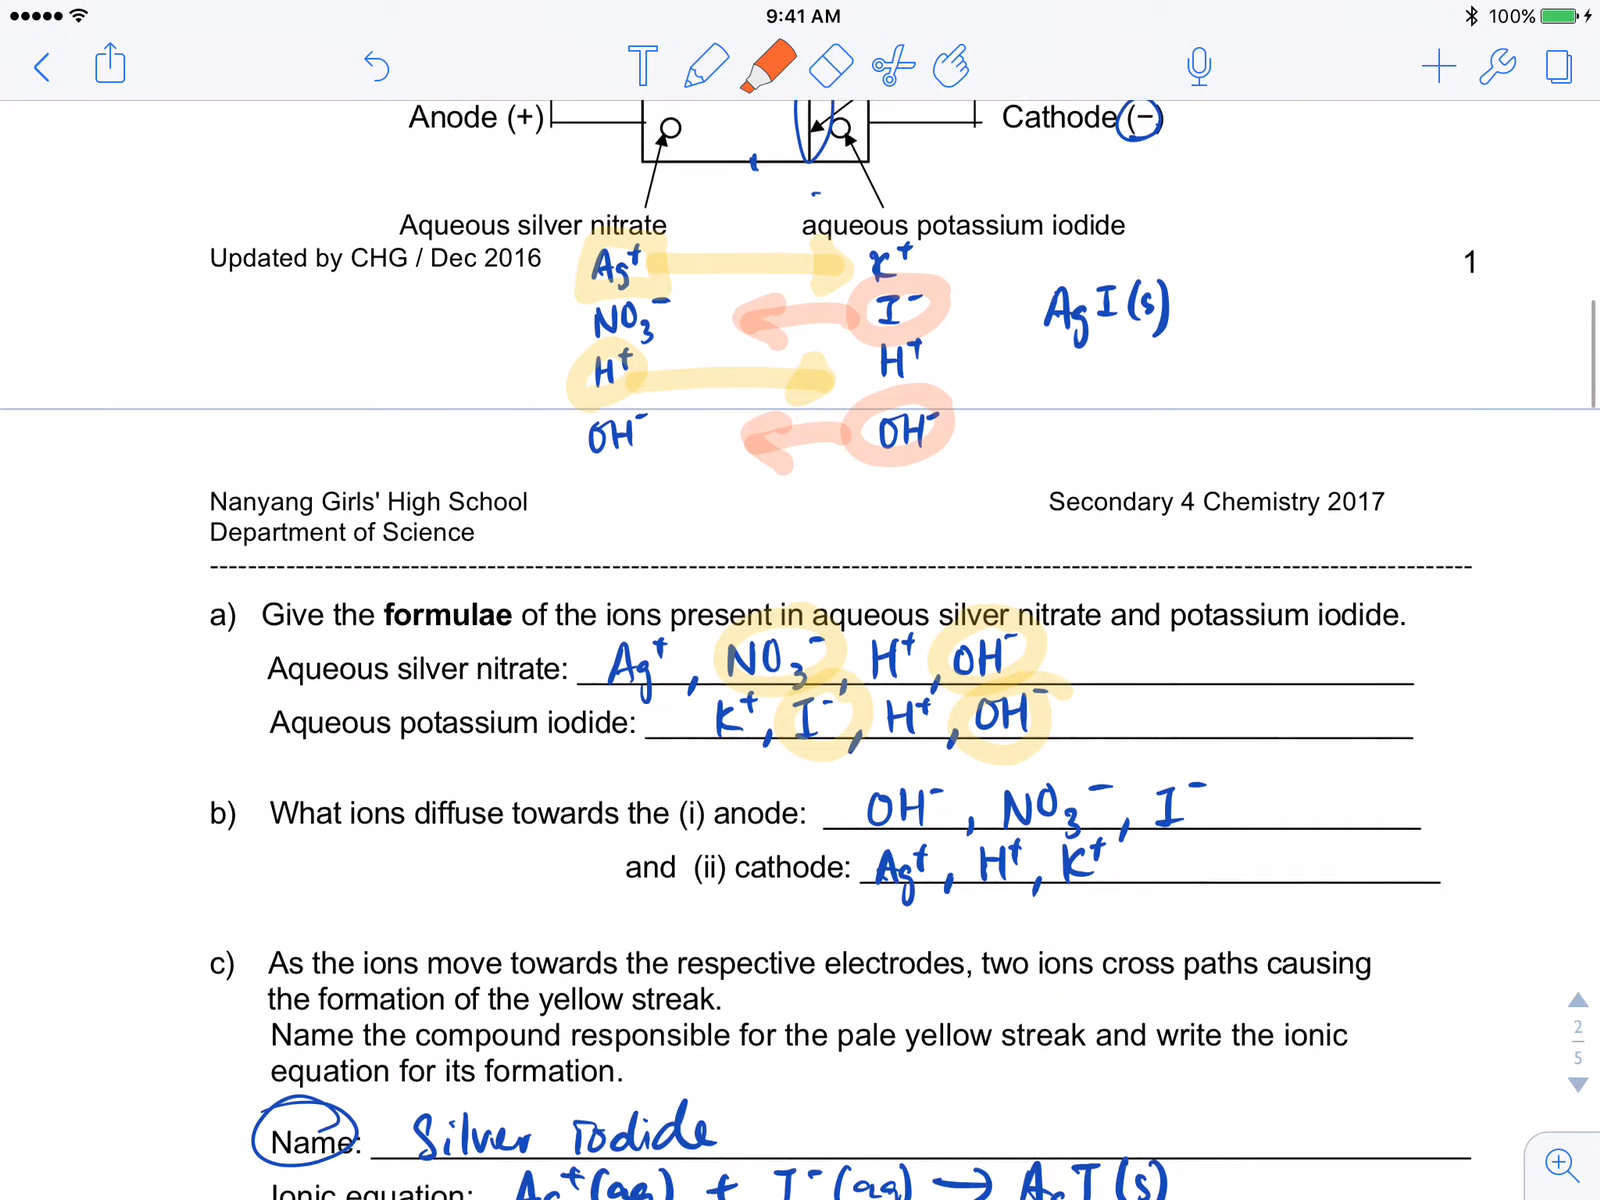 9:41 AM
100%
T
Anode (+)
Cathode (−)
Aqueous silver nitrate
aqueous potassium iodide
Updated by CHG / Dec 2016
1
Ag⁺ K⁺
NO₃⁻ I⁻
AgI(s)
H⁺ H⁺
OH⁻ OH⁻
Nanyang Girls' High School
Secondary 4 Chemistry 2017
Department of Science
a) Give the formulae of the ions present in aqueous silver nitrate and potassium iodide.
Aqueous silver nitrate: Ag⁺, NO₃⁻, H⁺, OH⁻
Aqueous potassium iodide: K⁺, I⁻, H⁺, OH⁻
b) What ions diffuse towards the (i) anode: OH⁻, NO₃⁻, I⁻
and (ii) cathode: Ag⁺, H⁺, K⁺
c) As the ions move towards the respective electrodes, two ions cross paths causing
the formation of the yellow streak.
Name the compound responsible for the pale yellow streak and write the ionic
equation for its formation.
Name: Silver Iodide
Ionic equation: Ag⁺(aq) + I⁻(aq) → AgI(s)
2
5